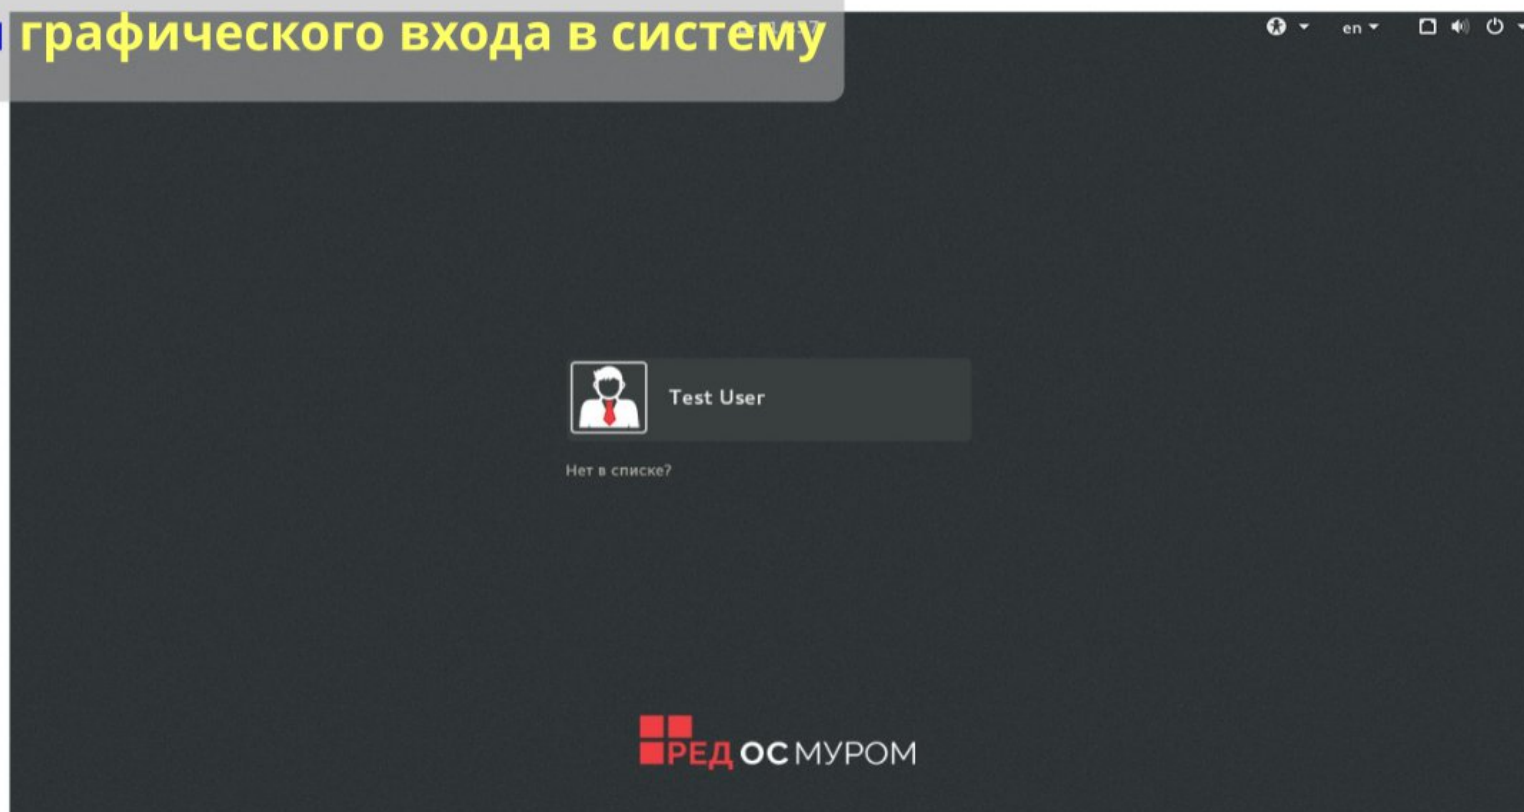 графического входа в систему
en
Test User
Нет в списке?
РЕД ОС МУРОМ